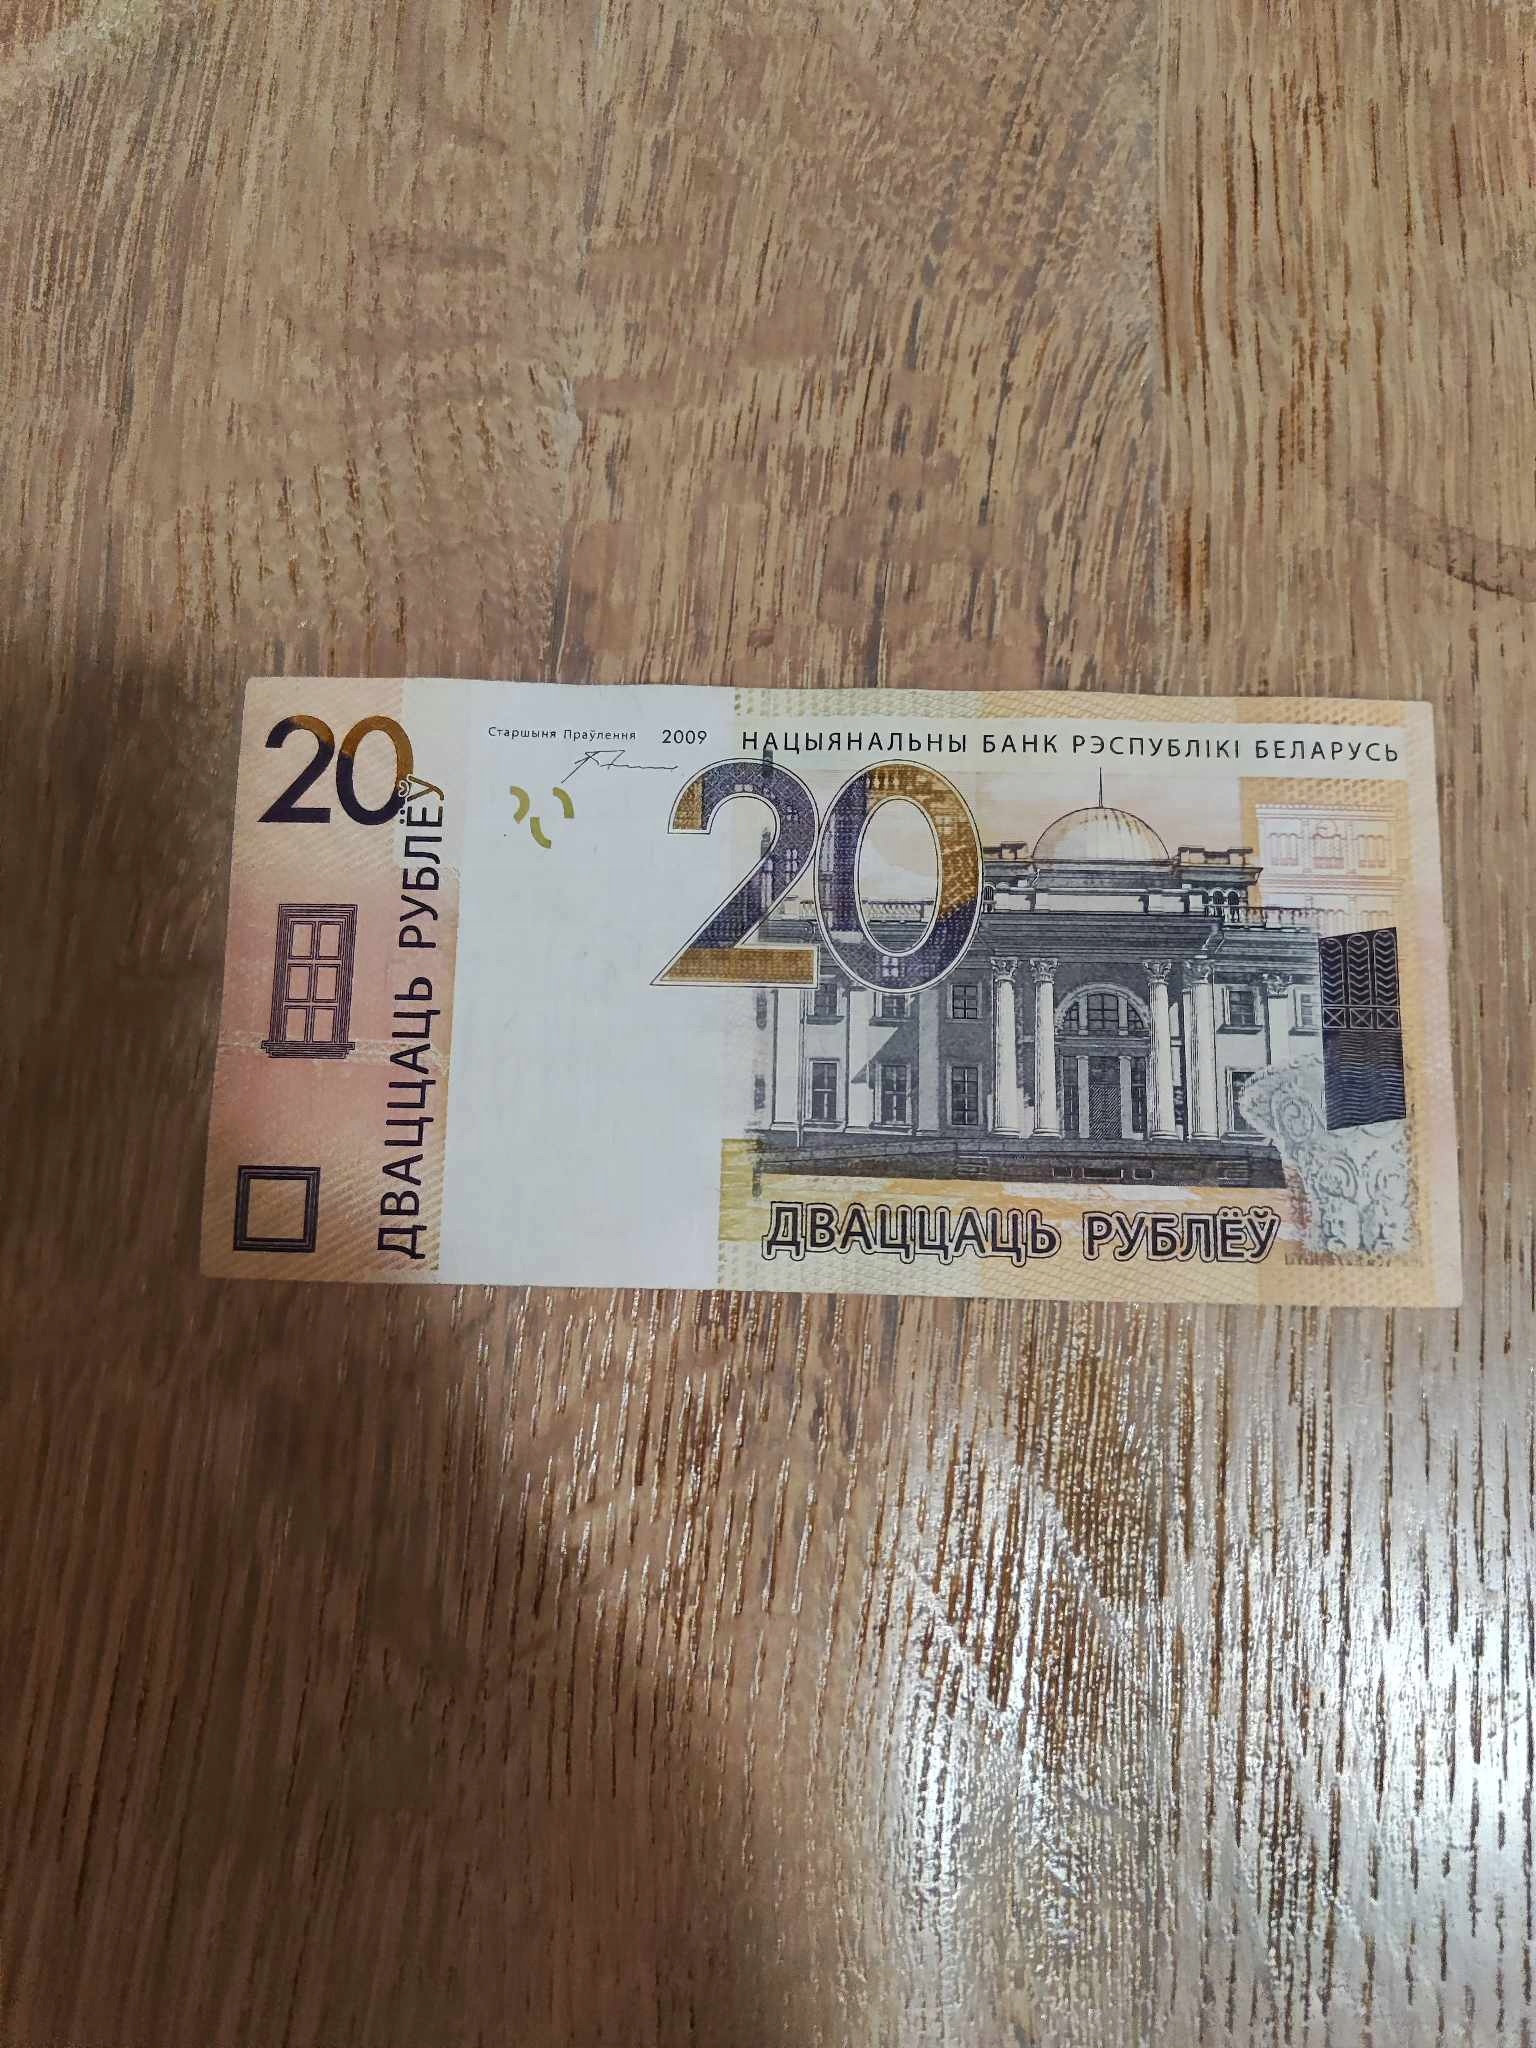 20
ДВАЦЦАЦЬ РУБЛЁЎ
Старшыня Праўлення 2009
НАЦЫЯНАЛЬНЫ БАНК РЭСПУБЛІКІ БЕЛАРУСЬ
20
ДВАЦЦАЦЬ РУБЛЁЎ